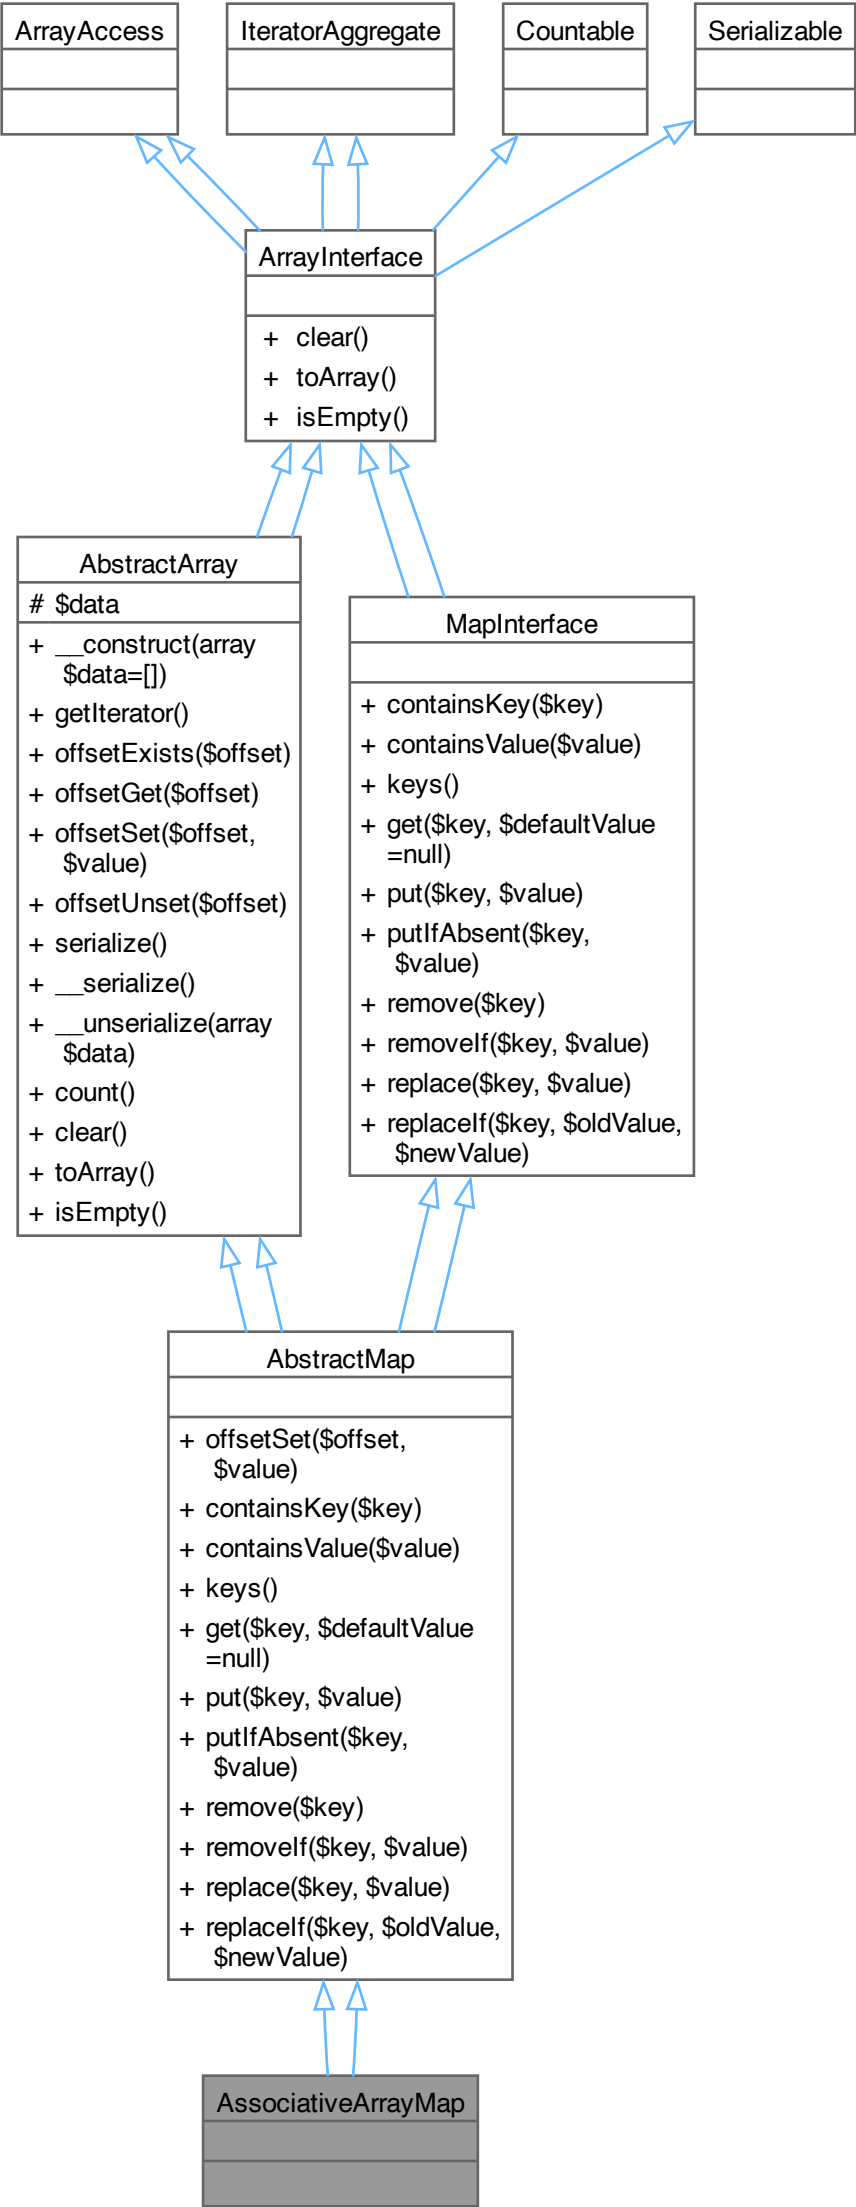 ArrayAccess
IteratorAggregate
Countable
Serializable
ArrayInterface
+ clear()
+ toArray()
+ isEmpty()
AbstractArray
# $data
+ __construct(array
$data=[])
+ getIterator()
+ offsetExists($offset)
+ offsetGet($offset)
+ offsetSet($offset,
$value)
+ offsetUnset($offset)
+ serialize()
+ __serialize()
+ __unserialize(array
$data)
+ count()
+ clear()
+ toArray()
+ isEmpty()
MapInterface
+ containsKey($key)
+ containsValue($value)
+ keys()
+ get($key, $defaultValue
=null)
+ put($key, $value)
+ putIfAbsent($key,
$value)
+ remove($key)
+ removeIf($key, $value)
+ replace($key, $value)
+ replaceIf($key, $oldValue,
$newValue)
AbstractMap
+ offsetSet($offset,
$value)
+ containsKey($key)
+ containsValue($value)
+ keys()
+ get($key, $defaultValue
=null)
+ put($key, $value)
+ putIfAbsent($key,
$value)
+ remove($key)
+ removeIf($key, $value)
+ replace($key, $value)
+ replaceIf($key, $oldValue,
$newValue)
AssociativeArrayMap